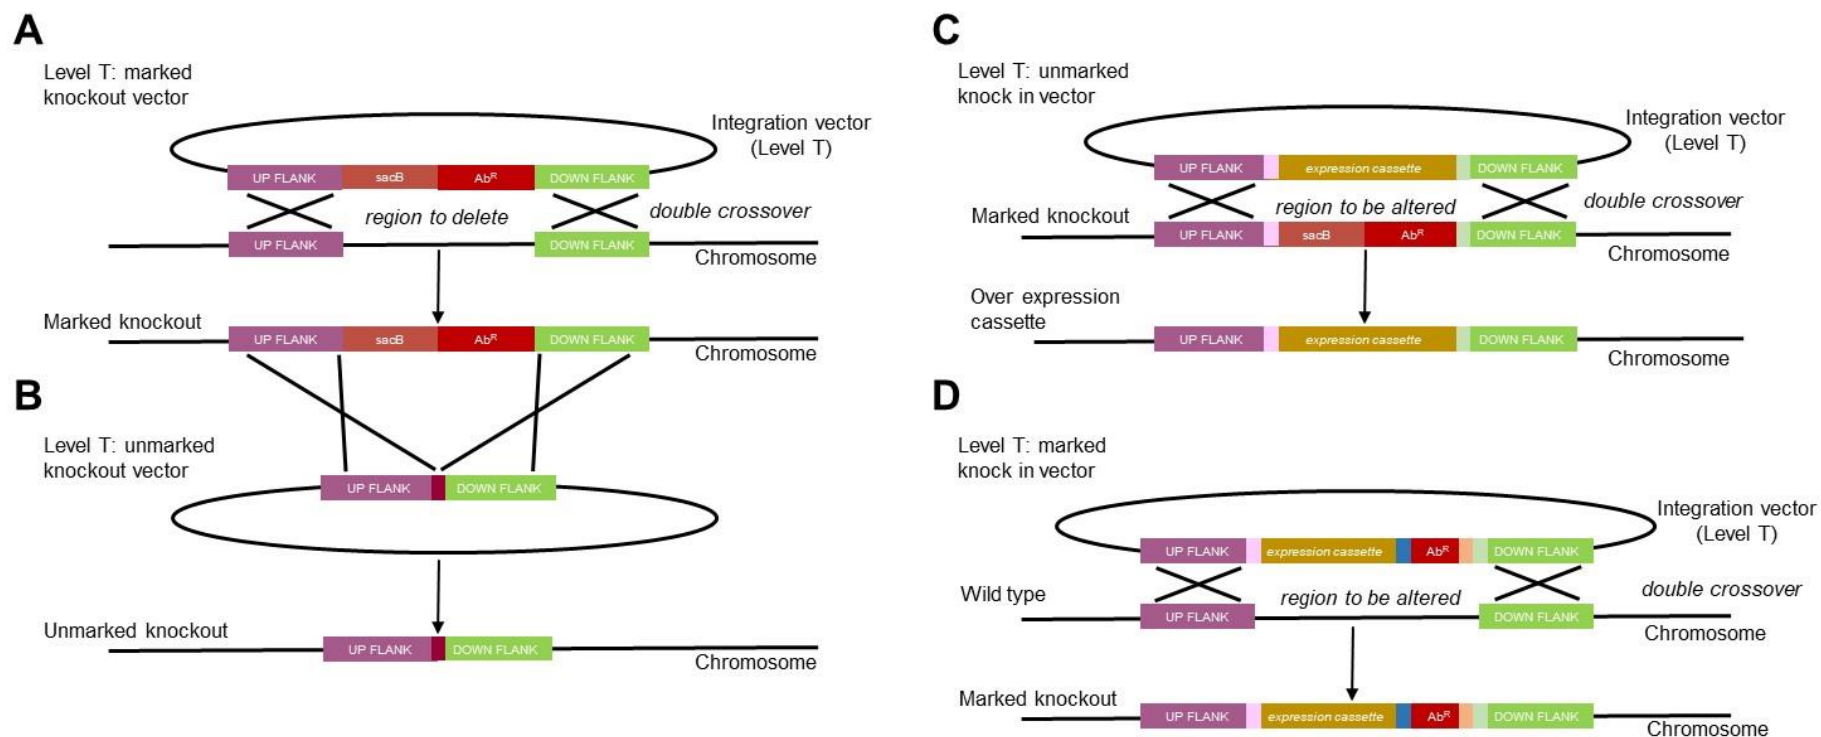 A
Level T: marked
knockout vector
Integration vector
(Level T)
UP FLANK sacB Ab^R DOWN FLANK
region to delete
double crossover
UP FLANK DOWN FLANK
Chromosome
Marked knockout
UP FLANK sacB Ab^R DOWN FLANK
Chromosome
B
Level T: unmarked
knockout vector
UP FLANK DOWN FLANK
Unmarked knockout
UP FLANK DOWN FLANK
Chromosome
C
Level T: unmarked
knock in vector
Integration vector
(Level T)
UP FLANK expression cassette DOWN FLANK
Marked knockout
region to be altered
double crossover
UP FLANK sacB Ab^R DOWN FLANK
Chromosome
Over expression
cassette
UP FLANK expression cassette DOWN FLANK
Chromosome
D
Level T: marked
knock in vector
Integration vector
(Level T)
UP FLANK expression cassette Ab^R DOWN FLANK
Wild type
region to be altered
double crossover
UP FLANK DOWN FLANK
Chromosome
Marked knockout
UP FLANK expression cassette Ab^R DOWN FLANK
Chromosome